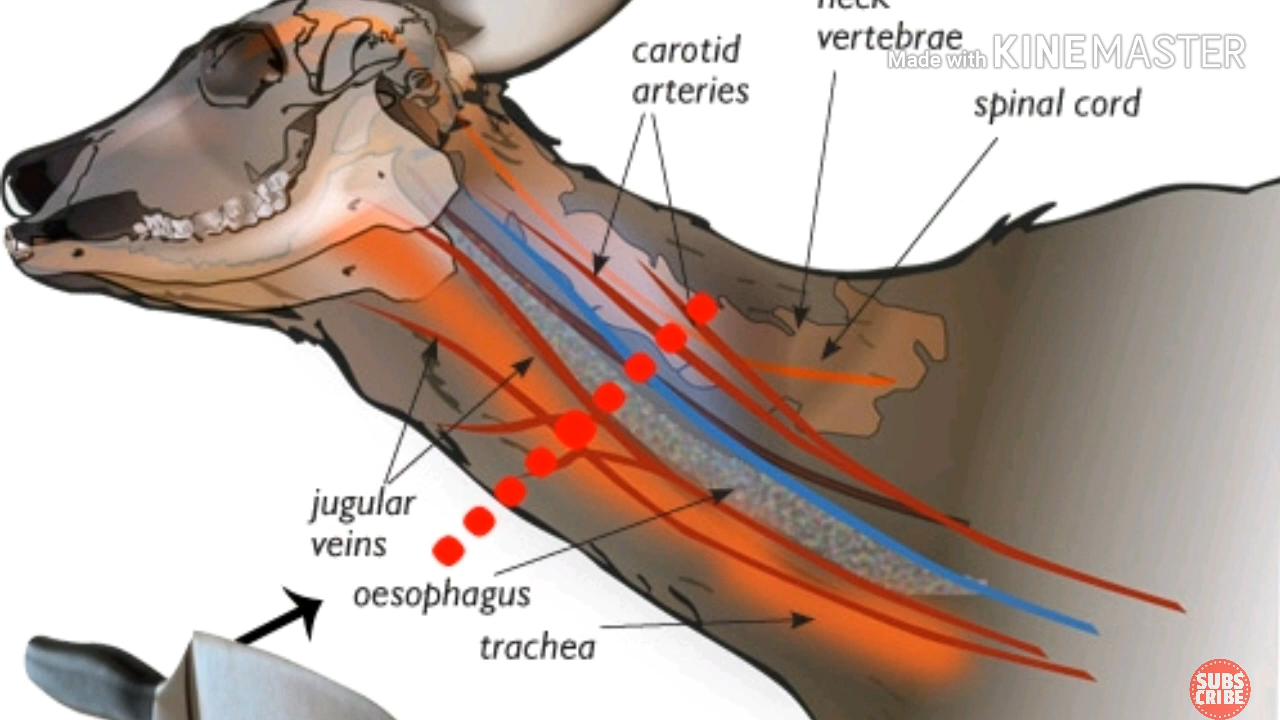 neck
vertebrae
carotid
arteries
Made with KINEMASTER
spinal cord
jugular
veins
oesophagus
trachea
SUBS
CRIBE